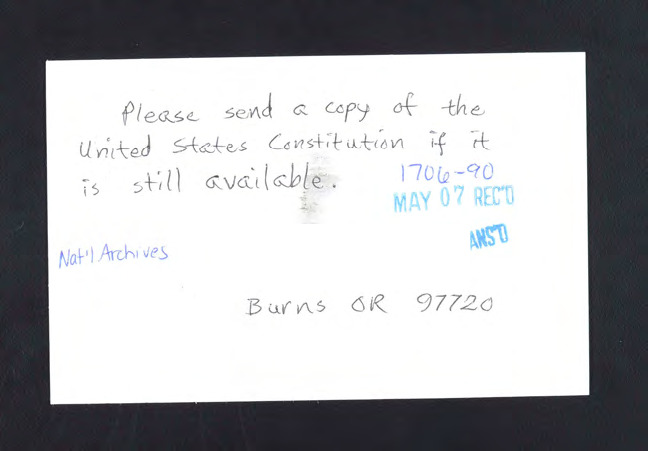 Please send a copy of the
United States Constitution if it
is still available.
1706-90
MAY 07 REC'D
ANS'D
Nat'l Archives
Burns OR 97720